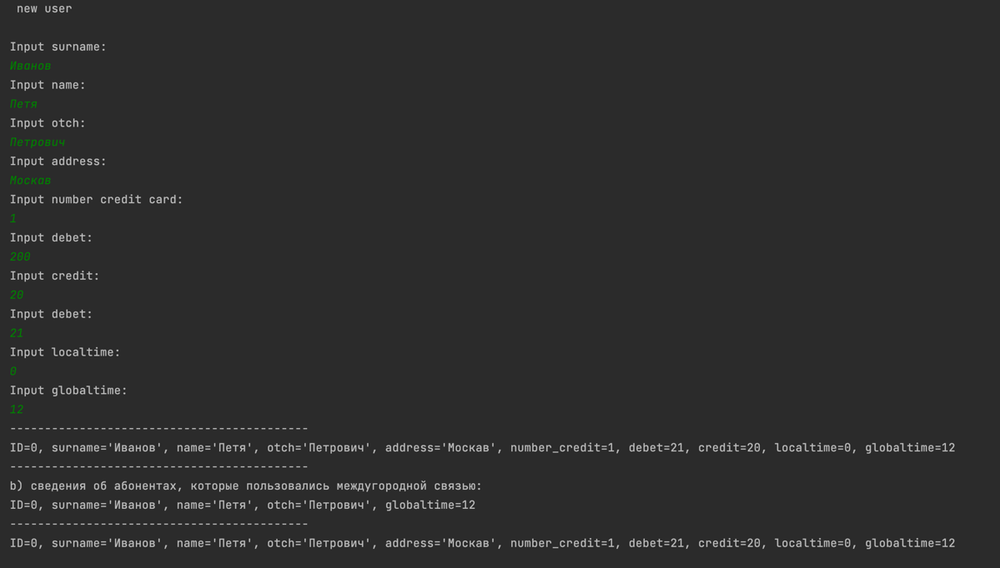 new user
Input surname:
Иванов
Input name:
Петя
Input otch:
Петрович
Input address:
Москав
Input number credit card:
1
Input debet:
200
Input credit:
20
Input debet:
21
Input localtime:
0
Input globaltime:
12
-------------------------------------------
ID=0, surname='Иванов', name='Петя', otch='Петрович', address='Москав', number_credit=1, debet=21, credit=20, localtime=0, globaltime=12
-------------------------------------------
b) сведения об абонентах, которые пользовались междугородной связью:
ID=0, surname='Иванов', name='Петя', otch='Петрович', globaltime=12
-------------------------------------------
ID=0, surname='Иванов', name='Петя', otch='Петрович', address='Москав', number_credit=1, debet=21, credit=20, localtime=0, globaltime=12